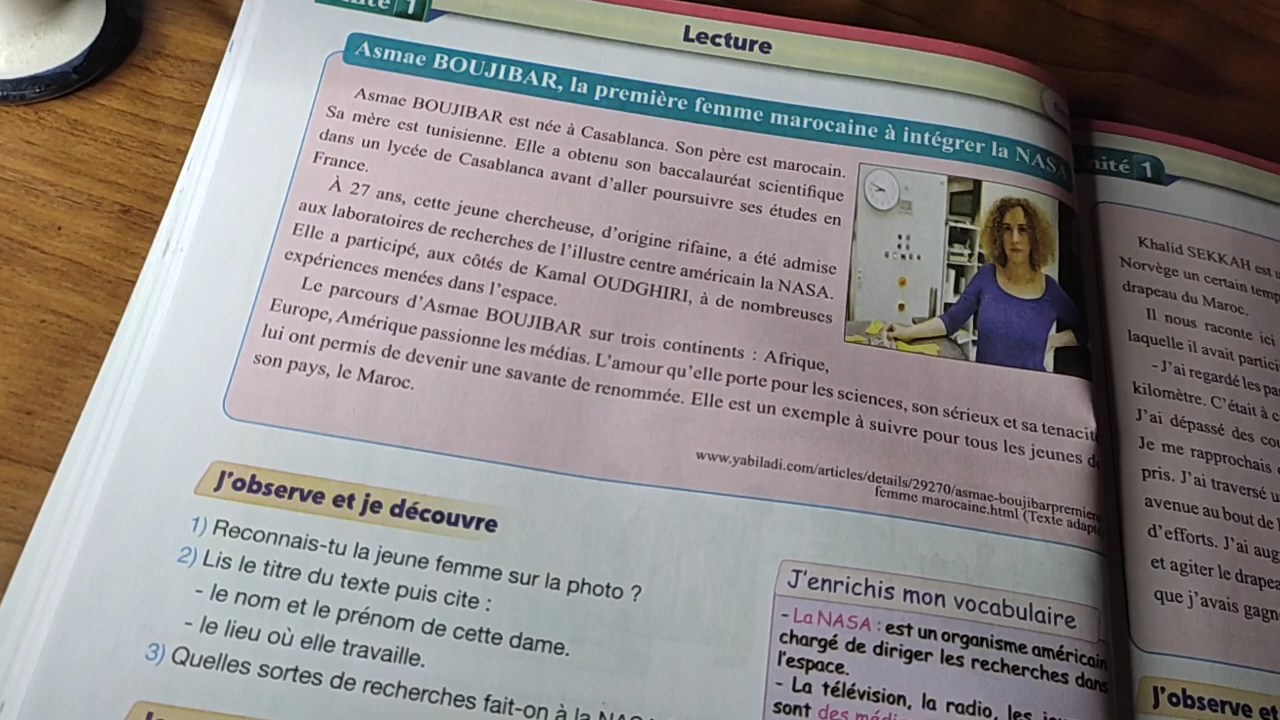 Lecture
Asmae BOUJIBAR, la première femme marocaine à intégrer la NASA
Asmae BOUJIBAR est née à Casablanca. Son père est marocain.
Sa mère est tunisienne. Elle a obtenu son baccalauréat scientifique
dans un lycée de Casablanca avant d'aller poursuivre ses études en
France.
À 27 ans, cette jeune chercheuse, d'origine rifaine, a été admise
aux laboratoires de recherches de l'illustre centre américain la NASA.
Elle a participé, aux côtés de Kamal OUDGHIRI, à de nombreuses
expériences menées dans l'espace.
Le parcours d'Asmae BOUJIBAR sur trois continents : Afrique,
Europe, Amérique passionne les médias. L'amour qu'elle porte pour les sciences, son sérieux et sa
lui ont permis de devenir une savante de renommée. Elle est un exemple à suivre pour tous les jeunes
son pays, le Maroc.
www.yabiladi.com/articles/details/29270/asmae-boujibarpremiere
femme marocaine.html (Texte
J'observe et je découvre
1) Reconnais-tu la jeune femme sur la photo ?
2) Lis le titre du texte puis cite :
- le nom et le prénom de cette dame.
- le lieu où elle travaille.
3) Quelles sortes de recherches fait-on à la
J'enrichis mon vocabulaire
- La NASA : est un organisme américain
chargé de diriger les recherches dans
l'espace.
- La télévision, la radio, les
sont des
1
Khalid SEKKAH est
Norvège un certain
drapeau du Maroc.
Il nous raconte ici
laquelle il avait
- J'ai regardé les
kilomètre. C'était à
J'ai dépassé des
Je me rapprochais
pris. J'ai traversé
avenue au bout de
d'efforts. J'ai
et agiter le
que j'avais
J'observe et